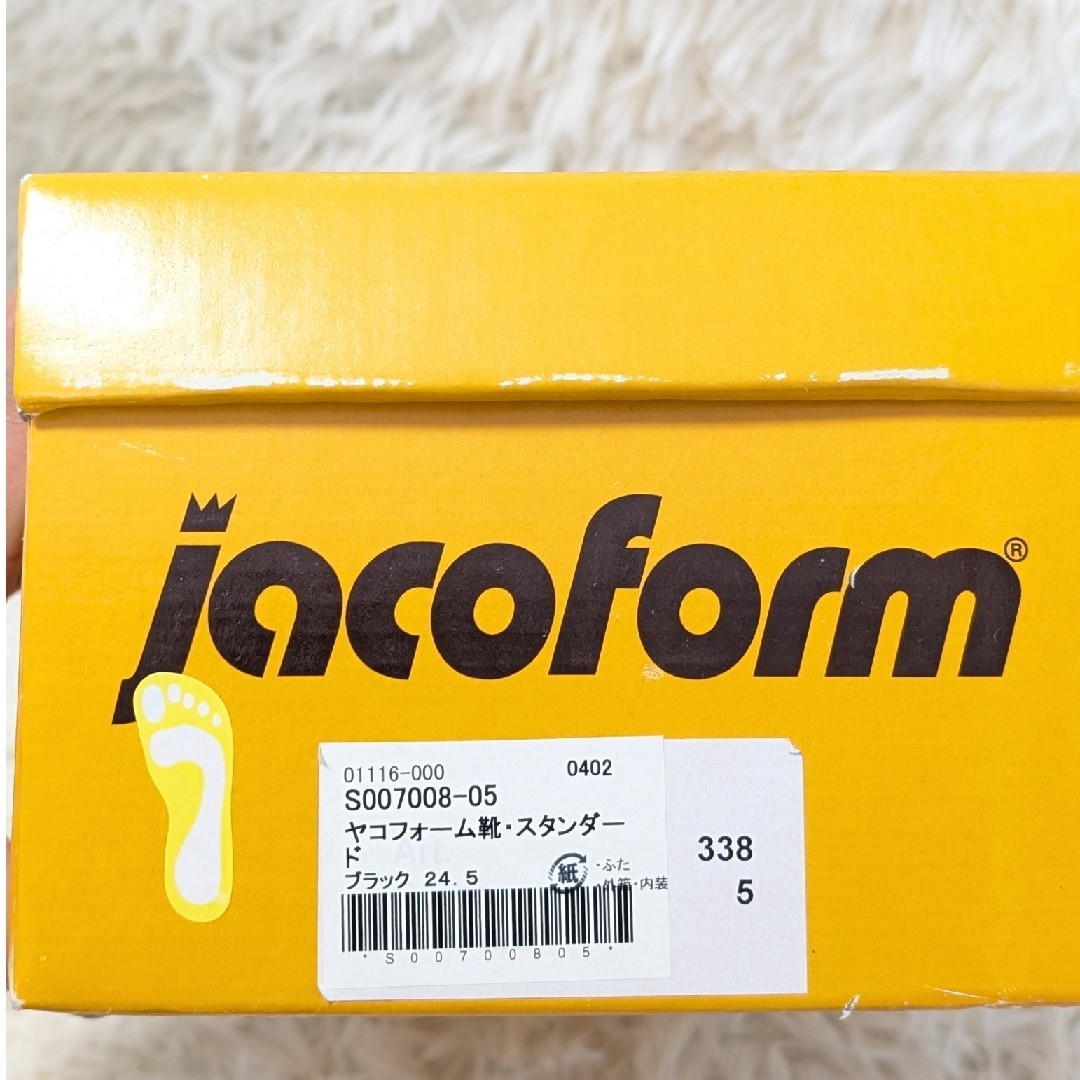 jacoform®
01116-000 0402
S007008-05
ヤコフォーム靴・スタンダー
ド
ブラック 24.5
Art.
紙
・ふた
・外箱・内装
*S00700805*
338
5